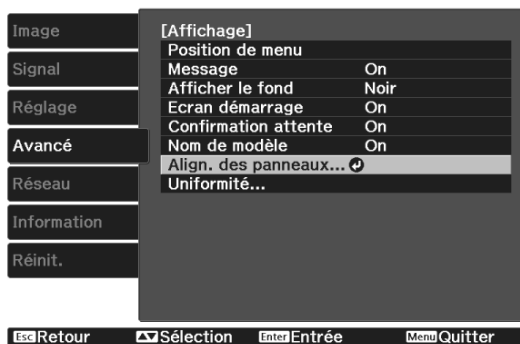 Image
Signal
Réglage
Avancé
Réseau
Information
Réinit.
[Affichage]
Position de menu
Message On
Afficher le fond Noir
Ecran démarrage On
Confirmation attente On
Nom de modèle On
Align. des panneaux...
Uniformité...
Esc Retour Sélection Enter Entrée Menu Quitter